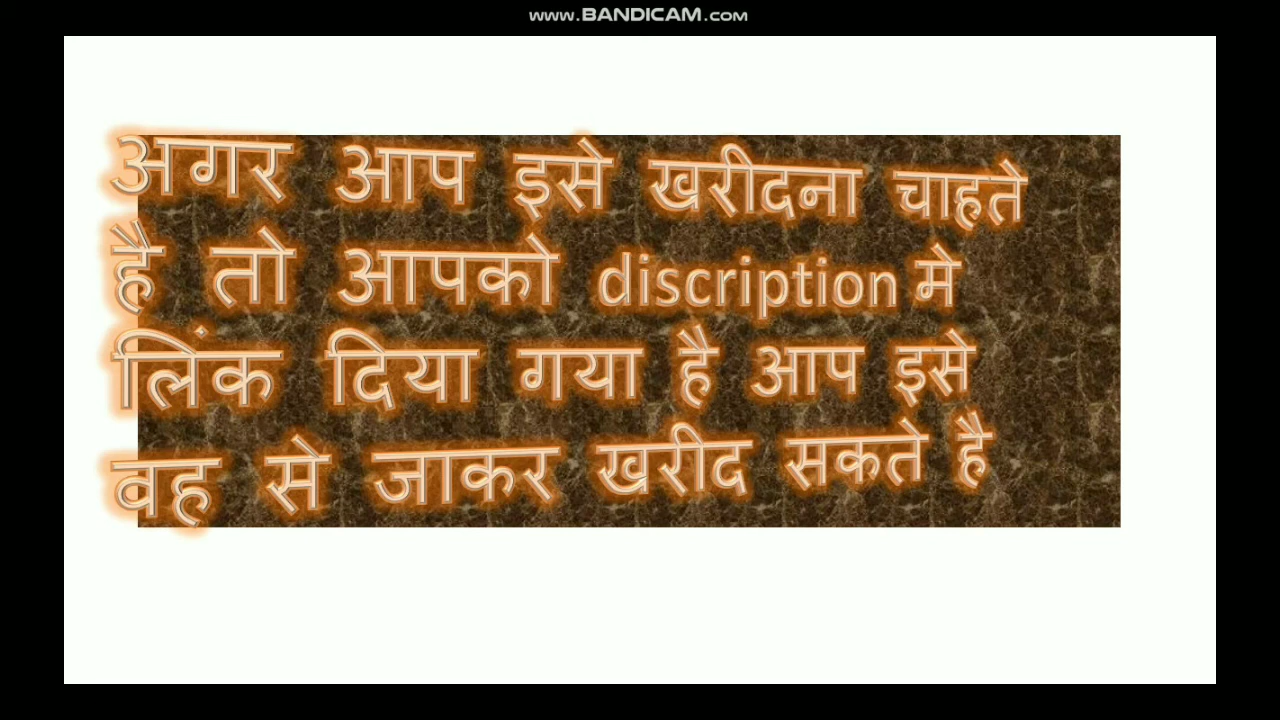 www.BANDICAM.com
अगर आप इसे खरीदना चाहते
है तो आपको discription मे
लिंक दिया गया है आप इसे
वह से जाकर खरीद सकते है